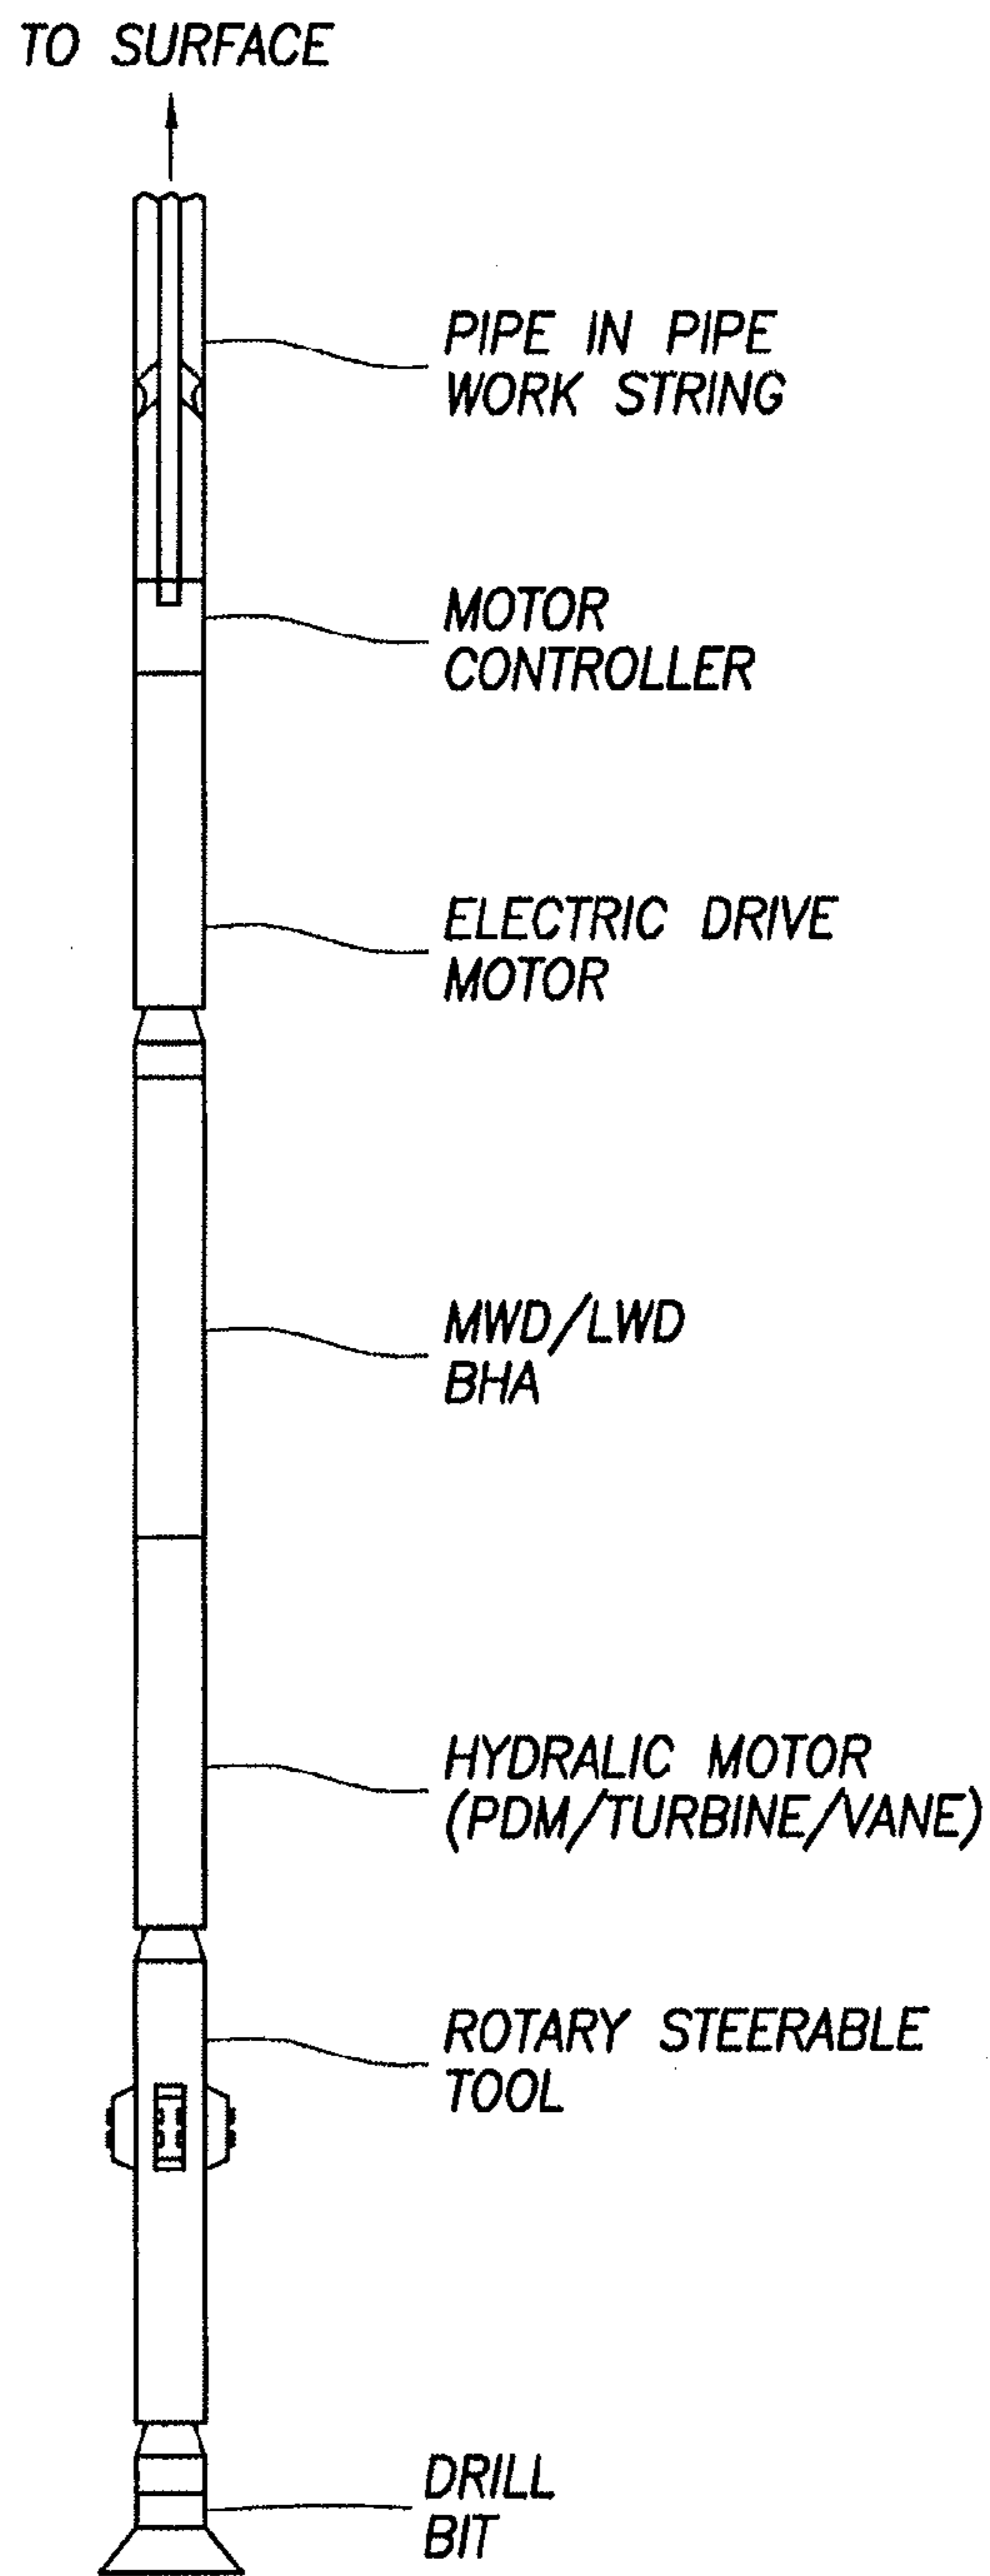 TO SURFACE
PIPE IN PIPE
WORK STRING
MOTOR
CONTROLLER
ELECTRIC DRIVE
MOTOR
MWD/LWD
BHA
HYDRALIC MOTOR
(PDM/TURBINE/VANE)
ROTARY STEERABLE
TOOL
DRILL
BIT